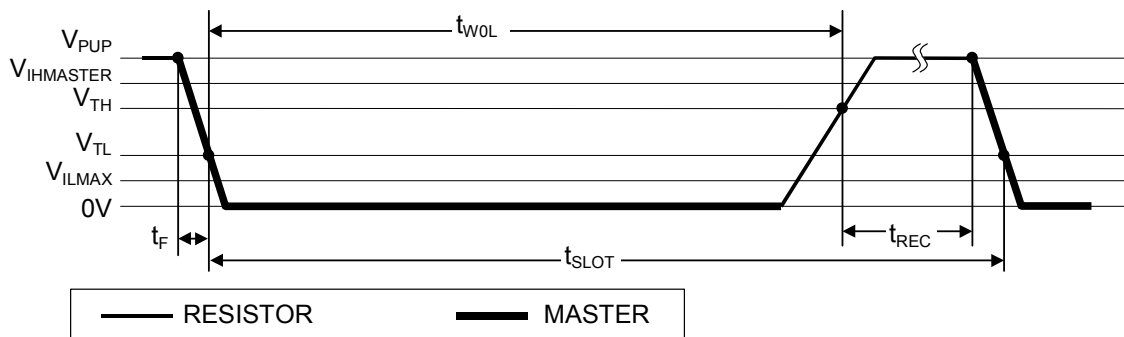 tW0L
VPUP
VIHMASTER
VTH
VTL
VILMAX
0V
tF
tREC
tSLOT
RESISTOR MASTER